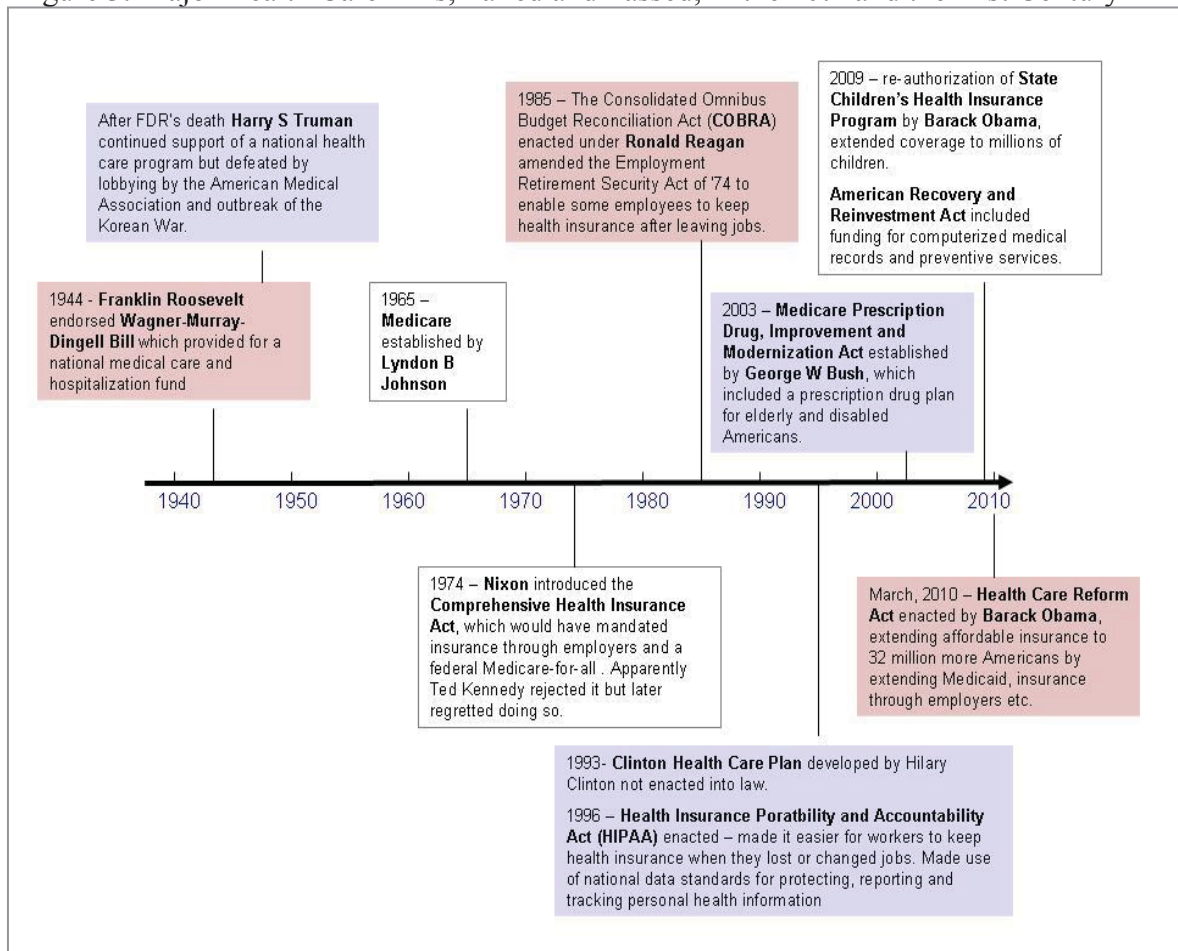 After FDR's death Harry S Truman
continued support of a national health
care program but defeated by
lobbying by the American Medical
Association and outbreak of the
Korean War.
1985 – The Consolidated Omnibus
Budget Reconciliation Act (COBRA)
enacted under Ronald Reagan
amended the Employment
Retirement Security Act of '74 to
enable some employees to keep
health insurance after leaving jobs.
2009 – re-authorization of State
Children's Health Insurance
Program by Barack Obama,
extended coverage to millions of
children.
American Recovery and
Reinvestment Act included
funding for computerized medical
records and preventive services.
1944 - Franklin Roosevelt
endorsed Wagner-Murray-
Dingell Bill which provided for a
national medical care and
hospitalization fund
1965 –
Medicare
established by
Lyndon B
Johnson
2003 – Medicare Prescription
Drug, Improvement and
Modernization Act established
by George W Bush, which
included a prescription drug plan
for elderly and disabled
Americans.
1940 1950 1960 1970 1980 1990 2000 2010
1974 – Nixon introduced the
Comprehensive Health Insurance
Act, which would have mandated
insurance through employers and a
federal Medicare-for-all . Apparently
Ted Kennedy rejected it but later
regretted doing so.
March, 2010 – Health Care Reform
Act enacted by Barack Obama,
extending affordable insurance to
32 million more Americans by
extending Medicaid, insurance
through employers etc.
1993- Clinton Health Care Plan developed by Hilary
Clinton not enacted into law.
1996 – Health Insurance Poratbility and Accountability
Act (HIPAA) enacted – made it easier for workers to keep
health insurance when they lost or changed jobs. Made use
of national data standards for protecting, reporting and
tracking personal health information